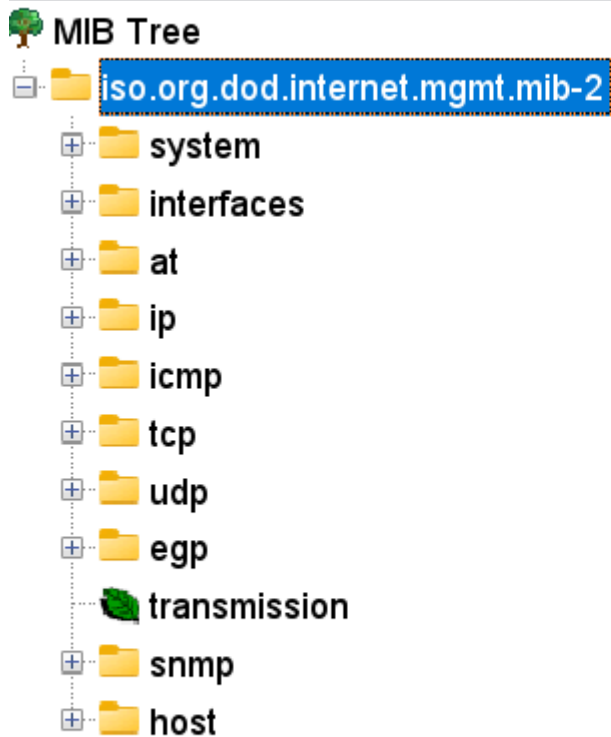 MIB Tree
iso.org.dod.internet.mgmt.mib-2
system
interfaces
at
ip
icmp
tcp
udp
egp
transmission
snmp
host